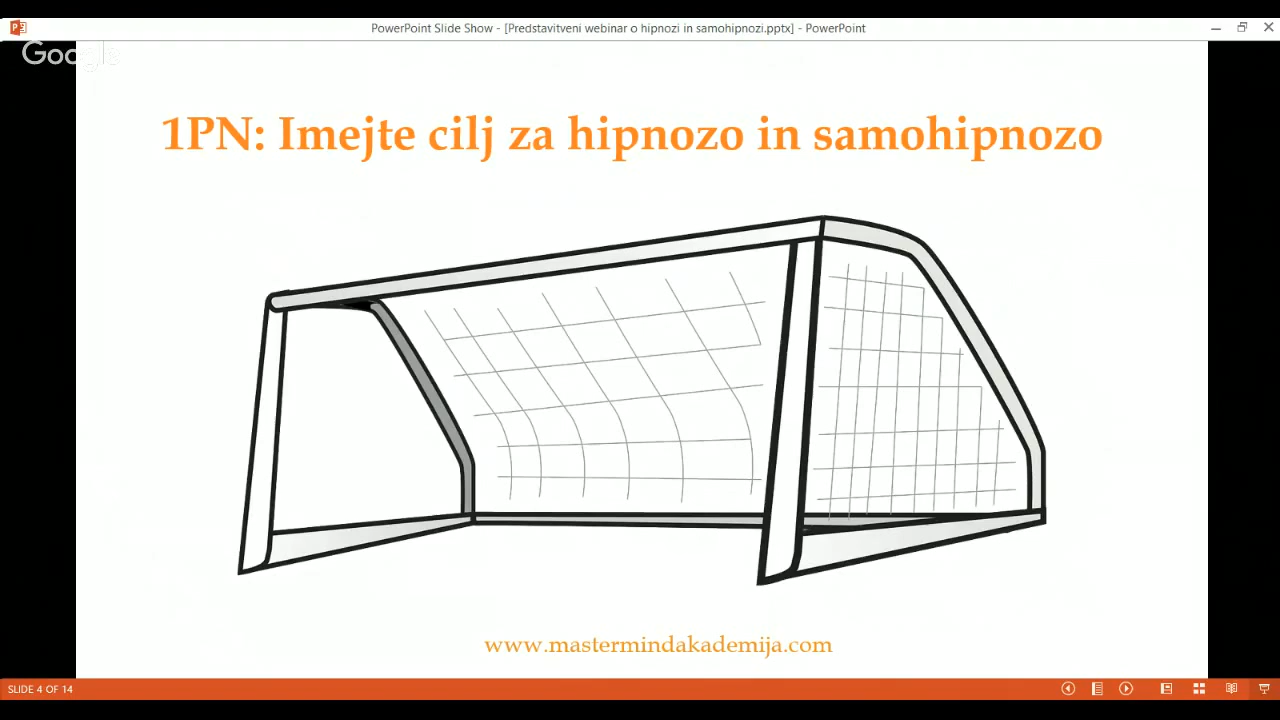 PowerPoint Slide Show - [Predstavitveni webinar o hipnozi in samohipnozi.pptx] - PowerPoint
Google
1PN: Imejte cilj za hipnozo in samohipnozo
www.mastermindakademija.com
SLIDE 4 OF 14